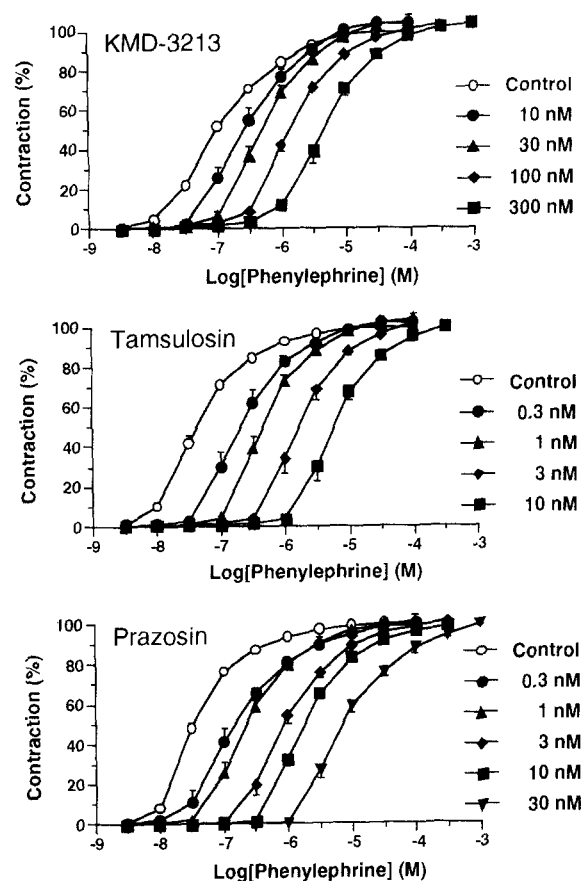 KMD-3213
Contraction (%)
100
80
60
40
20
0
-9 -8 -7 -6 -5 -4 -3
Log[Phenylephrine] (M)
Control
10 nM
30 nM
100 nM
300 nM
Tamsulosin
Contraction (%)
100
80
60
40
20
0
-9 -8 -7 -6 -5 -4 -3
Log[Phenylephrine] (M)
Control
0.3 nM
1 nM
3 nM
10 nM
Prazosin
Contraction (%)
100
80
60
40
20
0
-9 -8 -7 -6 -5 -4 -3
Log[Phenylephrine] (M)
Control
0.3 nM
1 nM
3 nM
10 nM
30 nM